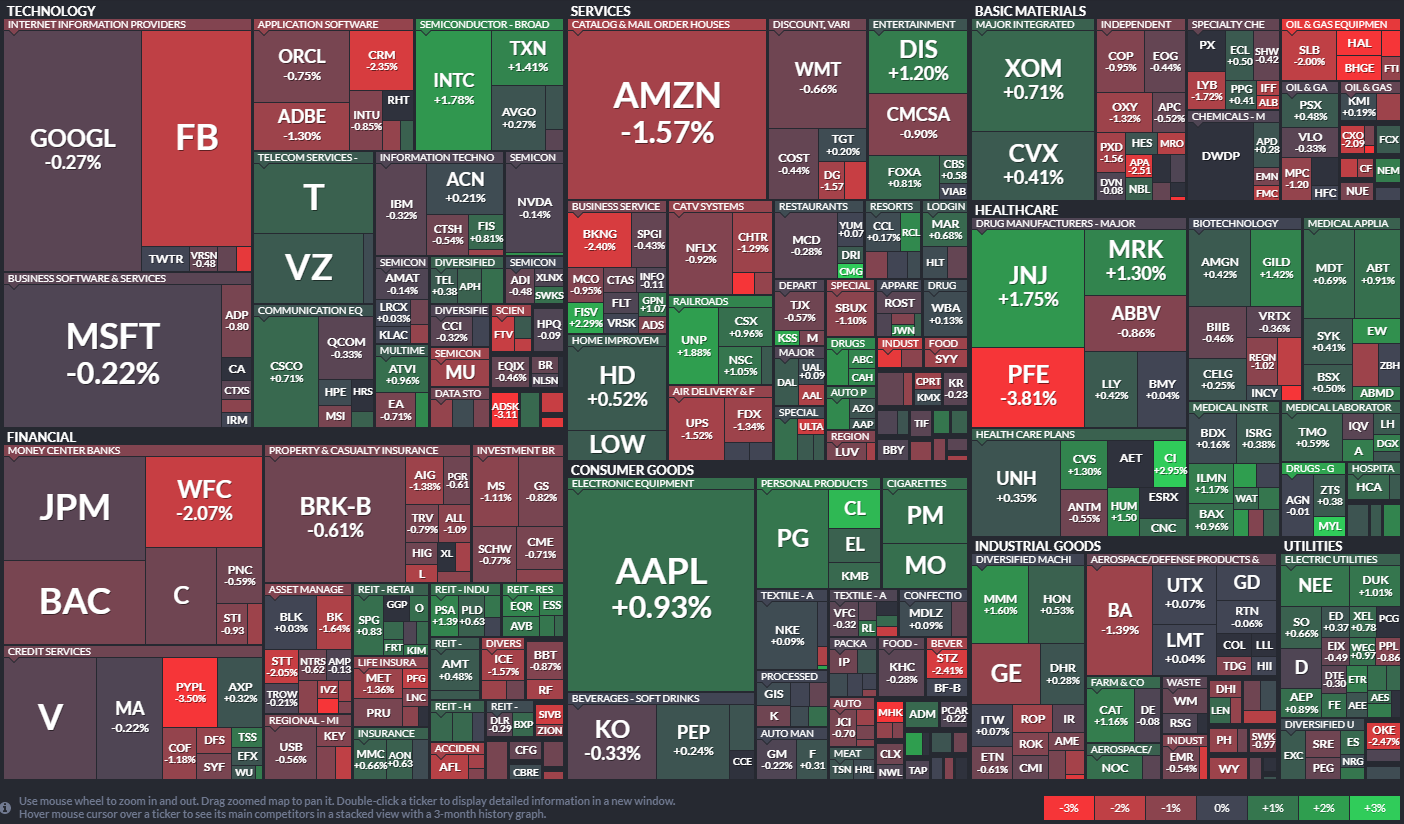 TECHNOLOGY
INTERNET INFORMATION PROVIDERS
GOOGL
-0.27%
FB
TWTR
VRSN
-0.48
BUSINESS SOFTWARE & SERVICES
MSFT
-0.22%
ADP
-0.80
CA
CTXS
IRM
APPLICATION SOFTWARE
ORCL
-0.75%
CRM
-2.35%
ADBE
-1.30%
INTU
-0.85%
RHT
SEMICONDUCTOR - BROAD
INTC
+1.78%
TXN
+1.41%
AVGO
+0.27%
TELECOM SERVICES -
T
VZ
INFORMATION TECHNO
IBM
-0.32%
ACN
+0.21%
CTSH
-0.54%
FIS
+0.81%
SEMICON
NVDA
-0.14%
COMMUNICATION EQ
CSCO
+0.71%
QCOM
-0.33%
HPE
HRS
MSI
SEMICON
AMAT
-0.14%
LRCX
+0.03%
KLAC
DIVERSIFIED
TEL
+0.38
APH
SEMICON
ADI
-0.48
XLNX
SWKS
DIVERSIFIE
CCI
-0.32%
SCIEN
FTV
HPQ
-0.09
MULTIME
ATVI
+0.96%
EA
-0.71%
SEMICON
MU
EQIX
-0.46%
BR
NLSN
DATA STO
ADSK
-3.11
FINANCIAL
MONEY CENTER BANKS
JPM
WFC
-2.07%
BAC
C
PNC
-0.59%
STI
-0.93
CREDIT SERVICES
V
MA
-0.22%
PYPL
-3.50%
AXP
+0.32%
COF
-1.18%
DFS
SYF
TSS
EFX
WU
PROPERTY & CASUALTY INSURANCE
BRK-B
-0.61%
AIG
-1.38%
PGR
-0.61
TRV
-0.79%
ALL
-1.09
HIG
XL
L
INVESTMENT BR
MS
-1.11%
GS
-0.82%
SCHW
-0.77%
CME
-0.71%
ASSET MANAGE
BLK
+0.03%
BK
-1.64%
STT
-2.05%
NTRS
-0.62
AMP
-0.13
TROW
-0.21%
IVZ
REGIONAL - MI
USB
-0.56%
KEY
REIT - RETAI
SPG
+0.83
GGP
O
FRT
KIM
LIFE INSURA
MET
-1.36%
PFG
PRU
LNC
INSURANCE
MMC
+0.66%
AON
+0.63
REIT - INDU
PSA
+1.39
PLD
+0.63
REIT - RES
EQR
ESS
AVB
REIT -
AMT
+0.48%
DIVERS
ICE
-1.57%
BBT
-0.87%
RF
REIT - H
REIT -
DLR
-0.29
BXP
SIVB
ZION
ACCIDEN
AFL
CFG
CBRE
SERVICES
CATALOG & MAIL ORDER HOUSES
AMZN
-1.57%
DISCOUNT, VARI
WMT
-0.66%
COST
-0.44%
TGT
+0.20%
DG
-1.57
ENTERTAINMENT
DIS
+1.20%
CMCSA
-0.90%
FOXA
+0.81%
CBS
+0.58
VIAB
BUSINESS SERVICE
BKNG
-2.40%
SPGI
-0.43%
MCO
-0.95%
CTAS
INFO
-0.11
FISV
+2.29%
FLT
GPN
+1.07
VRSK
ADS
CATV SYSTEMS
NFLX
-0.92%
CHTR
-1.29%
RESTAURANTS
MCD
-0.28%
YUM
+0.07
DRI
CMG
RESORTS
CCL
+0.17%
RCL
LODGIN
MAR
+0.68%
HLT
RAILROADS
UNP
+1.88%
CSX
+0.96%
NSC
+1.05%
DEPART
TJX
-0.57%
KSS
M
SPECIAL
SBUX
-1.10%
APPARE
ROST
JWN
DRUG
WBA
+0.13%
HOME IMPROVEM
HD
+0.52%
LOW
AIR DELIVERY & F
UPS
-1.52%
FDX
-1.34%
MAJOR
DAL
UAL
+0.09
AAL
DRUGS
ABC
CAH
INDUST
FOOD
SYY
SPECIAL
ULTA
AUTO P
AZO
AAP
CPRT
KMX
KR
-0.23
TIF
REGION
LUV
BBY
CONSUMER GOODS
ELECTRONIC EQUIPMENT
AAPL
+0.93%
PERSONAL PRODUCTS
PG
CL
EL
KMB
CIGARETTES
PM
MO
BEVERAGES - SOFT DRINKS
KO
-0.33%
PEP
+0.24%
CCE
TEXTILE - A
NKE
+0.09%
TEXTILE - A
VFC
-0.32
RL
CONFECTIO
MDLZ
+0.09%
PROCESSED
GIS
K
PACKA
IP
FOOD -
KHC
-0.28%
BEVER
STZ
-2.41%
BF-B
AUTO MAN
GM
-0.22%
F
+0.31
AUTO
JCI
-0.70
MHK
ADM
PCAR
-0.22
MEAT
TSN
HRL
CLX
NWL
TAP
BASIC MATERIALS
MAJOR INTEGRATED
XOM
+0.71%
CVX
+0.41%
INDEPENDENT
COP
-0.95%
EOG
-0.44%
OXY
-1.32%
APC
-0.52%
PXD
-1.56
HES
MRO
APA
-2.51
DVN
-0.08
NBL
SPECIALTY CHE
PX
ECL
+0.50
SHW
-0.42
LYB
-1.72%
PPG
+0.41
IFF
ALB
OIL & GAS EQUIPMEN
SLB
-2.00%
HAL
BHGE
FTI
CHEMICALS - M
DWDP
APD
+0.28
EMN
FMC
OIL & GA
PSX
+0.48%
VLO
-0.33%
MPC
-1.20
HFC
OIL & GAS
KMI
+0.19%
CXO
-2.09
FCX
CF
NEM
NUE
HEALTHCARE
DRUG MANUFACTURERS - MAJOR
JNJ
+1.75%
MRK
+1.30%
ABBV
-0.86%
PFE
-3.81%
LLY
+0.42%
BMY
+0.04%
BIOTECHNOLOGY
AMGN
+0.42%
GILD
+1.42%
BIIB
-0.46%
VRTX
-0.36%
REGN
-1.02
CELG
+0.25%
INCY
MEDICAL APPLIA
MDT
+0.69%
ABT
+0.91%
SYK
+0.41%
EW
BSX
+0.50%
ZBH
ABMD
HEALTH CARE PLANS
UNH
+0.35%
CVS
+1.30%
AET
CI
+2.95%
ANTM
-0.55%
HUM
+1.50
ESRX
CNC
MEDICAL INSTR
BDX
+0.16%
ISRG
+0.38%
ILMN
+1.17%
WAT
BAX
+0.96%
MEDICAL LABORATOR
TMO
+0.59%
IQV
LH
A
DGX
DRUGS - G
AGN
-0.01
ZTS
+0.38
MYL
HOSPITA
HCA
INDUSTRIAL GOODS
DIVERSIFIED MACHI
MMM
+1.60%
HON
+0.53%
GE
DHR
+0.28%
ITW
+0.07%
ROP
IR
ETN
-0.61%
ROK
AME
CMI
AEROSPACE/DEFENSE PRODUCTS &
BA
-1.39%
UTX
+0.07%
GD
RTN
-0.06%
LMT
+0.04%
COL
LLL
TDG
HII
FARM & CO
CAT
+1.16%
DE
-0.08
WASTE
WM
RSG
DHI
LEN
AEROSPACE/
NOC
INDUST
EMR
-0.54%
PH
SWK
-0.97
WY
UTILITIES
ELECTRIC UTILITIES
NEE
DUK
+1.01%
SO
+0.66%
ED
+0.37
XEL
+0.78
PCG
D
EIX
-0.49
WEC
+0.97
PPL
-0.86
DTE
-0.30
ETR
AEP
+0.89%
FE
AEE
AES
DIVERSIFIED U
EXC
SRE
PEG
ES
NRG
OKE
-2.47%
Use mouse wheel to zoom in and out. Drag zoomed map to pan it. Double-click a ticker to display detailed information in a new window.
Hover mouse cursor over a ticker to see its main competitors in a stacked view with a 3-month history graph.
-3%
-2%
-1%
0%
+1%
+2%
+3%